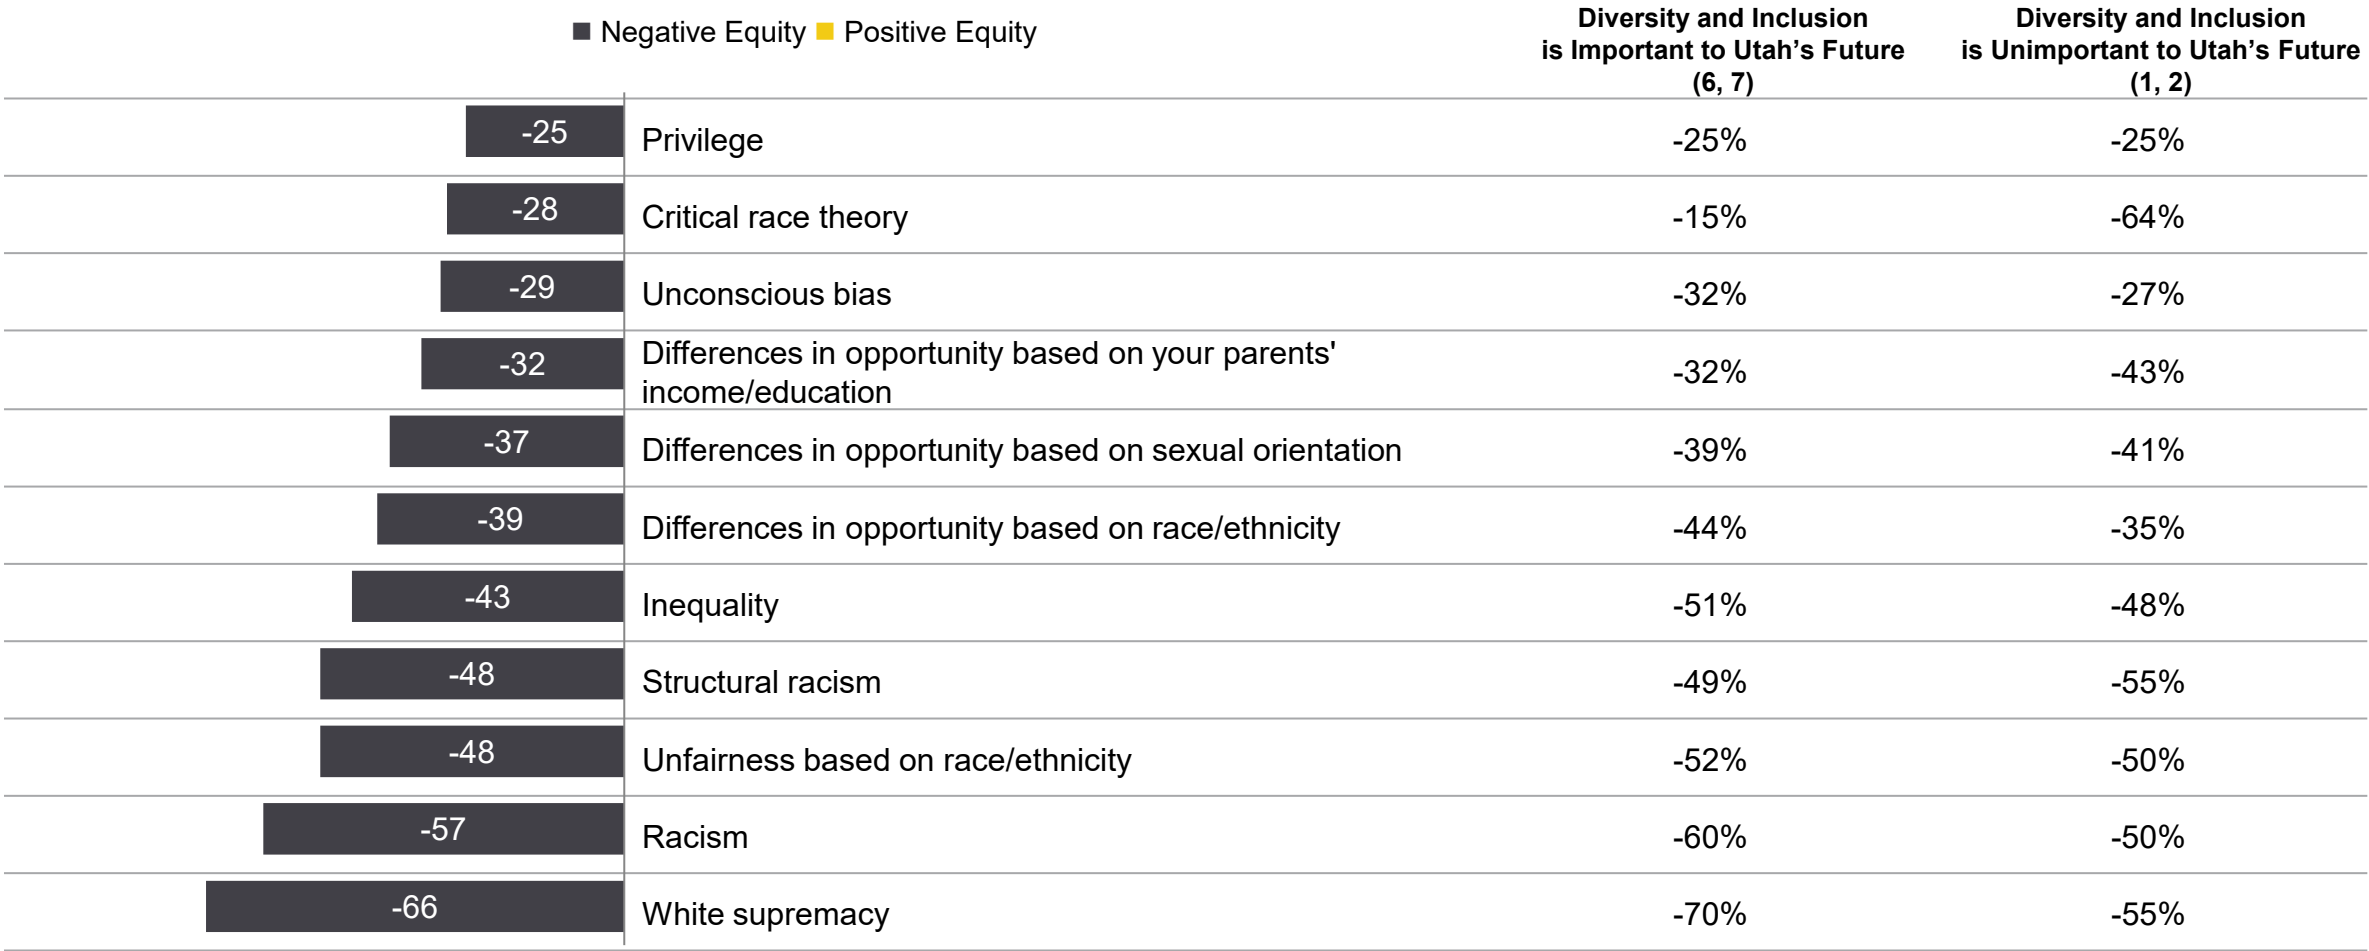 Negative Equity Positive Equity
Diversity and Inclusion
is Important to Utah’s Future
(6, 7)
Diversity and Inclusion
is Unimportant to Utah’s Future
(1, 2)
-25 Privilege -25% -25%
-28 Critical race theory -15% -64%
-29 Unconscious bias -32% -27%
-32 Differences in opportunity based on your parents'
income/education -32% -43%
-37 Differences in opportunity based on sexual orientation -39% -41%
-39 Differences in opportunity based on race/ethnicity -44% -35%
-43 Inequality -51% -48%
-48 Structural racism -49% -55%
-48 Unfairness based on race/ethnicity -52% -50%
-57 Racism -60% -50%
-66 White supremacy -70% -55%